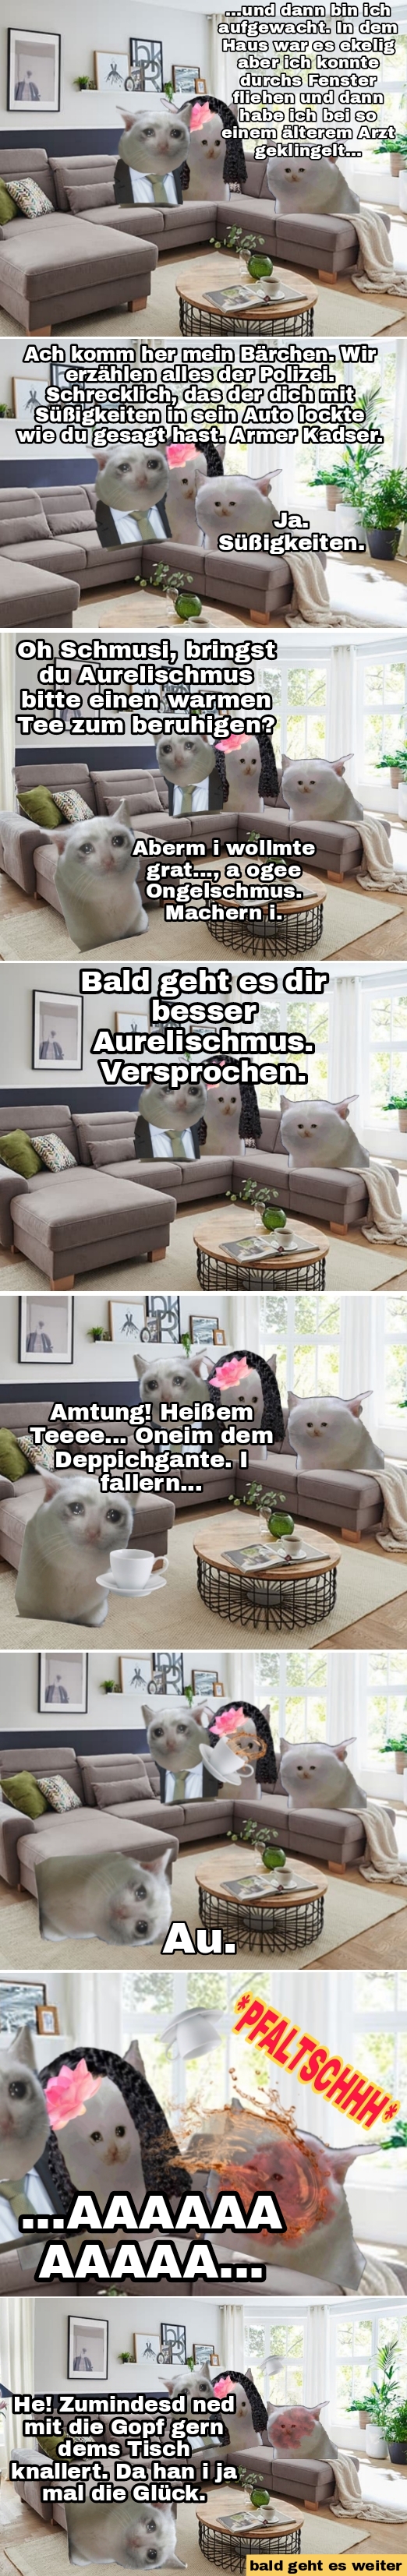 ...und dann bin ich
aufgewacht. In dem
Haus war es ekelig
aber ich konnte
durchs Fenster
fliehen und dann
habe ich bei so
einem älterem Arzt
geklingelt...
Ach komm her mein Bärchen. Wir
erzählen alles der Polizei.
Schrecklich, das der dich mit
Süßigkeiten in sein Auto lockte
wie du gesagt hast. Armer Kadser.
Ja.
Süßigkeiten.
Oh Schmusi, bringst
du Aurelischmus
bitte einen warmen
Tee zum beruhigen?
Aberm i wollmte
grat..., a ogee
Ongelschmus.
Machern i.
Bald geht es dir
besser
Aurelischmus.
Versprochen.
Amtung! Heißem
Teeee... Oneim dem
Deppichgante. I
fallern...
Au.
*PFALTSCHHH*
...AAAAAA
AAAAA...
He! Zumindesd ned
mit die Gopf gern
dems Tisch
knallert. Da han i ja
mal die Glück.
bald geht es weiter